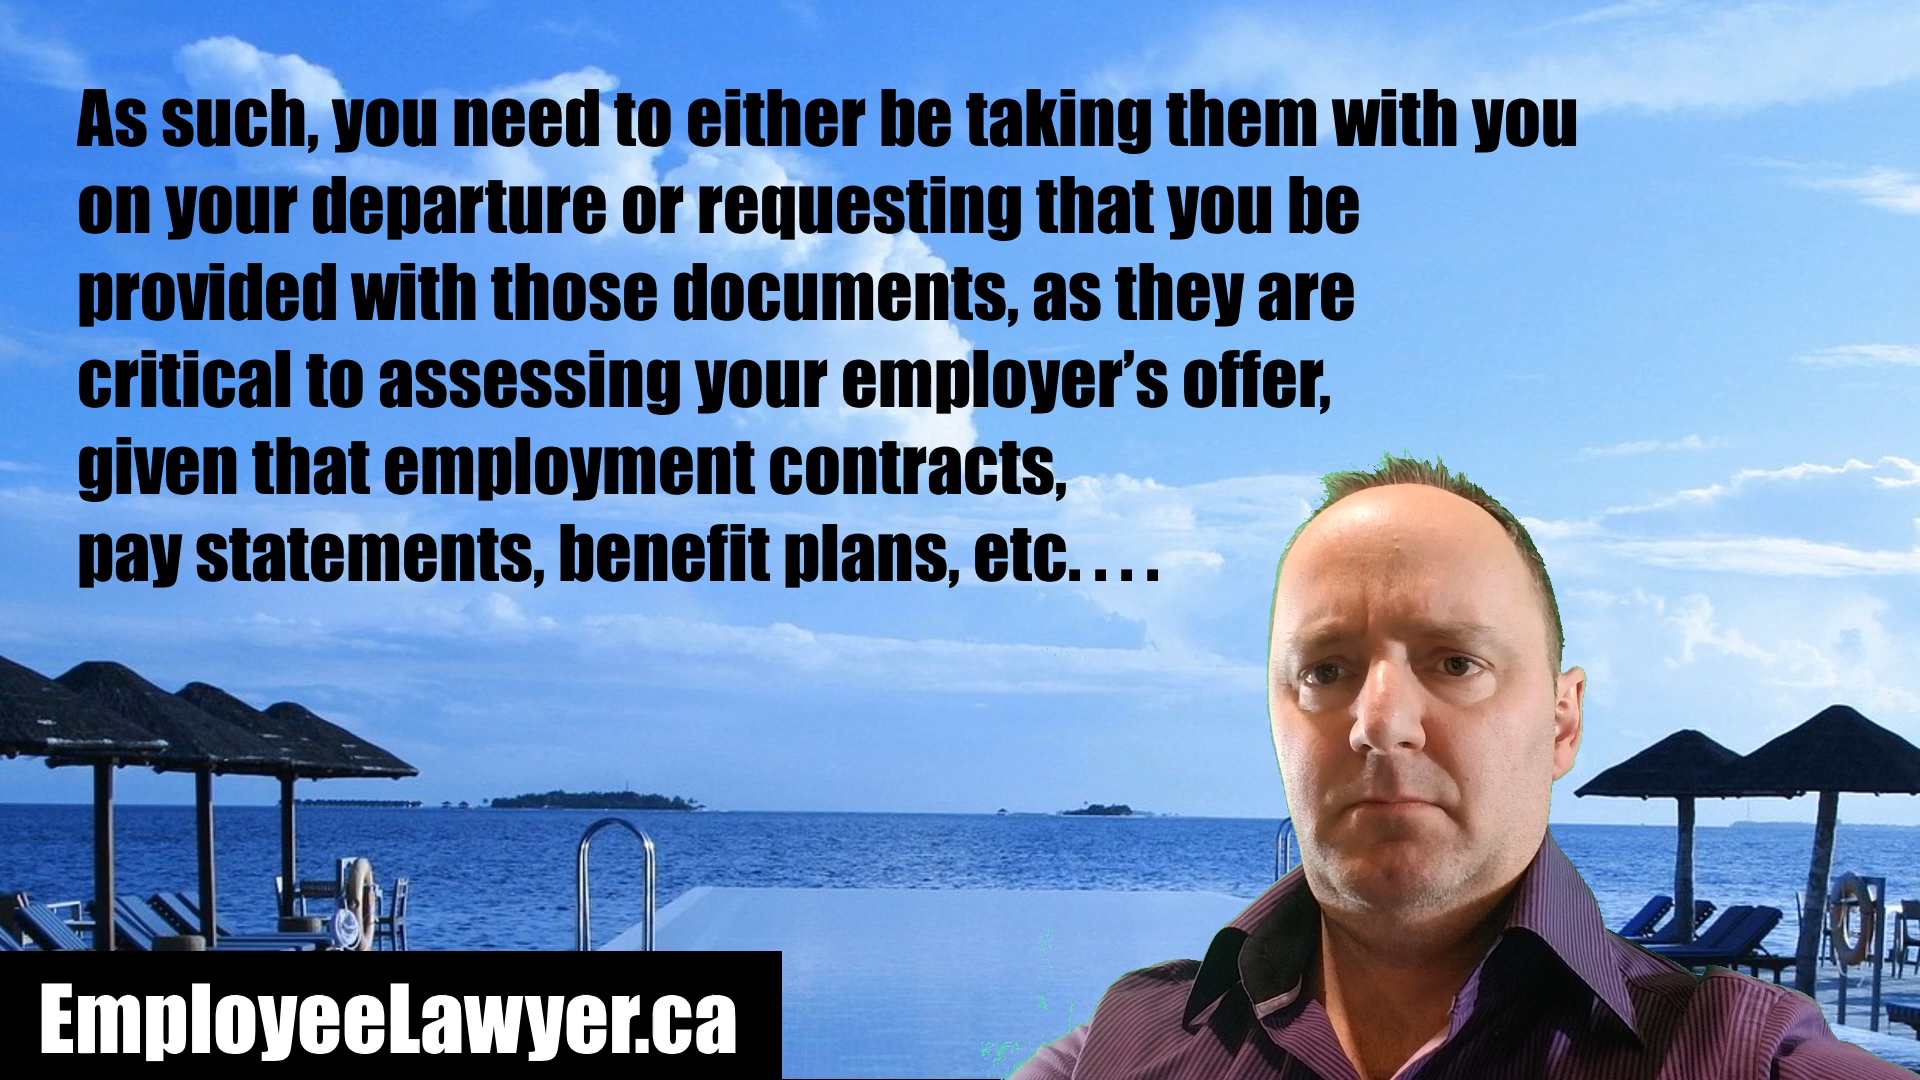 As such, you need to either be taking them with you
on your departure or requesting that you be
provided with those documents, as they are
critical to assessing your employer’s offer,
given that employment contracts,
pay statements, benefit plans, etc. . . .
EmployeeLawyer.ca